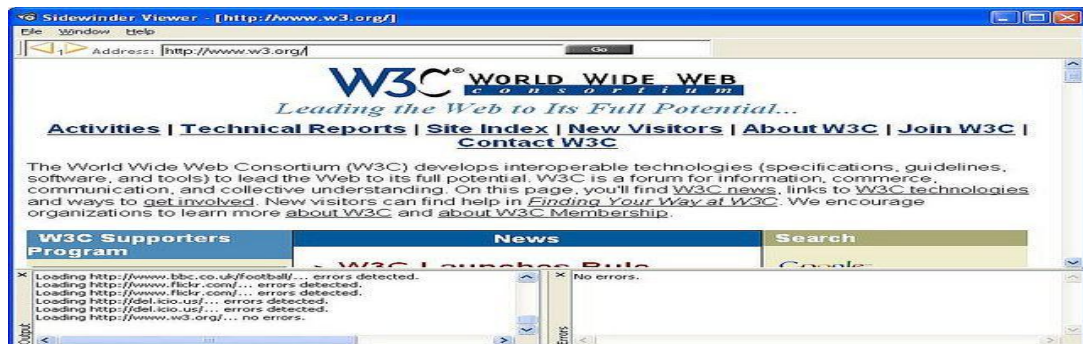 Sidewinder Viewer - [http://www.w3.org/]
File Window Help
1 Address: http://www.w3.org/ Go
W3C® WORLD WIDE WEB
consortium
Leading the Web to Its Full Potential...
Activities | Technical Reports | Site Index | New Visitors | About W3C | Join W3C |
Contact W3C
The World Wide Web Consortium (W3C) develops interoperable technologies (specifications, guidelines,
software, and tools) to lead the Web to its full potential. W3C is a forum for information, commerce,
communication, and collective understanding. On this page, you'll find W3C news, links to W3C technologies
and ways to get involved. New visitors can find help in Finding Your Way at W3C. We encourage
organizations to learn more about W3C and about W3C Membership.
W3C Supporters
Program
News
W3C Launches Rule
Search
Google
Loading http://www.bbc.co.uk/football/... errors detected.
Loading http://www.flickr.com/... errors detected.
Loading http://del.icio.us/... errors detected.
Loading http://del.icio.us/... errors detected.
Loading http://www.w3.org/... no errors.
Output
No errors.
Errors